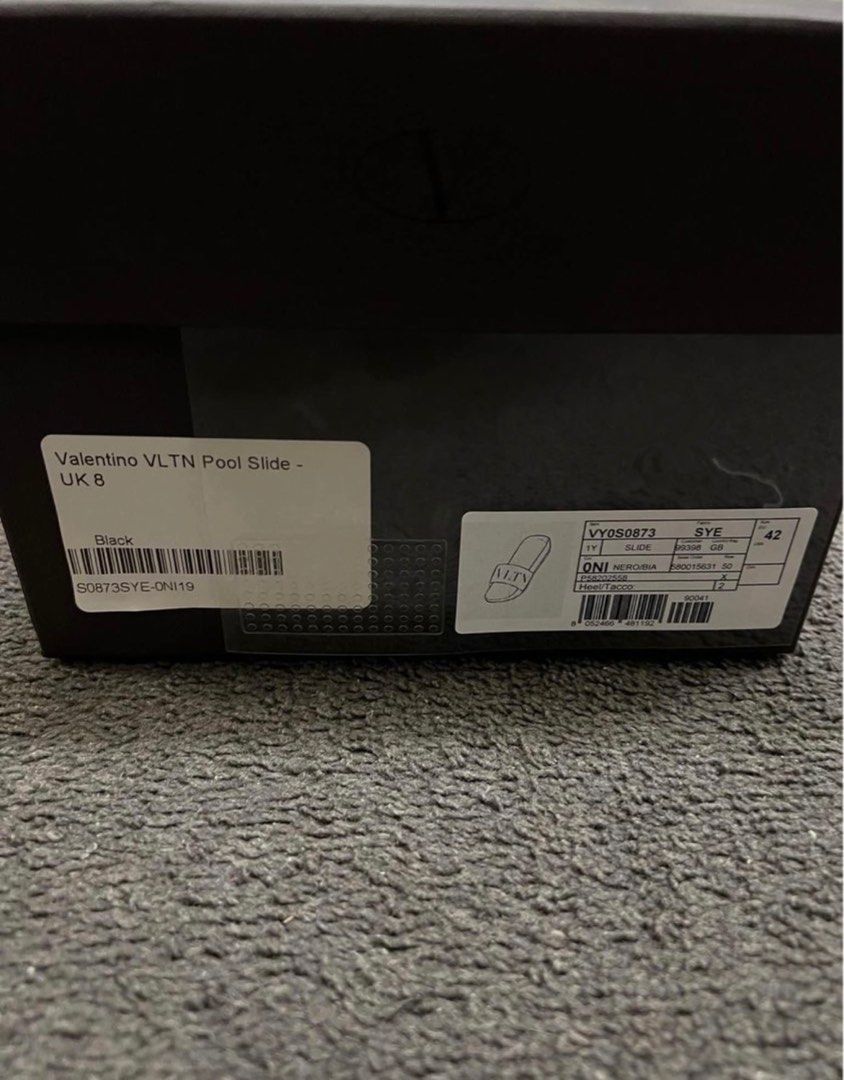 Valentino VLTN Pool Slide -
UK 8
Black
S0873SYE-0NI19
VLTN
VY0S0873 SYE
42
1Y SLIDE 99398 GB
0NI NERO/BIA 580015631 50
P58202558 X
Heel/Tacco: 2
90041
8 052466 481192